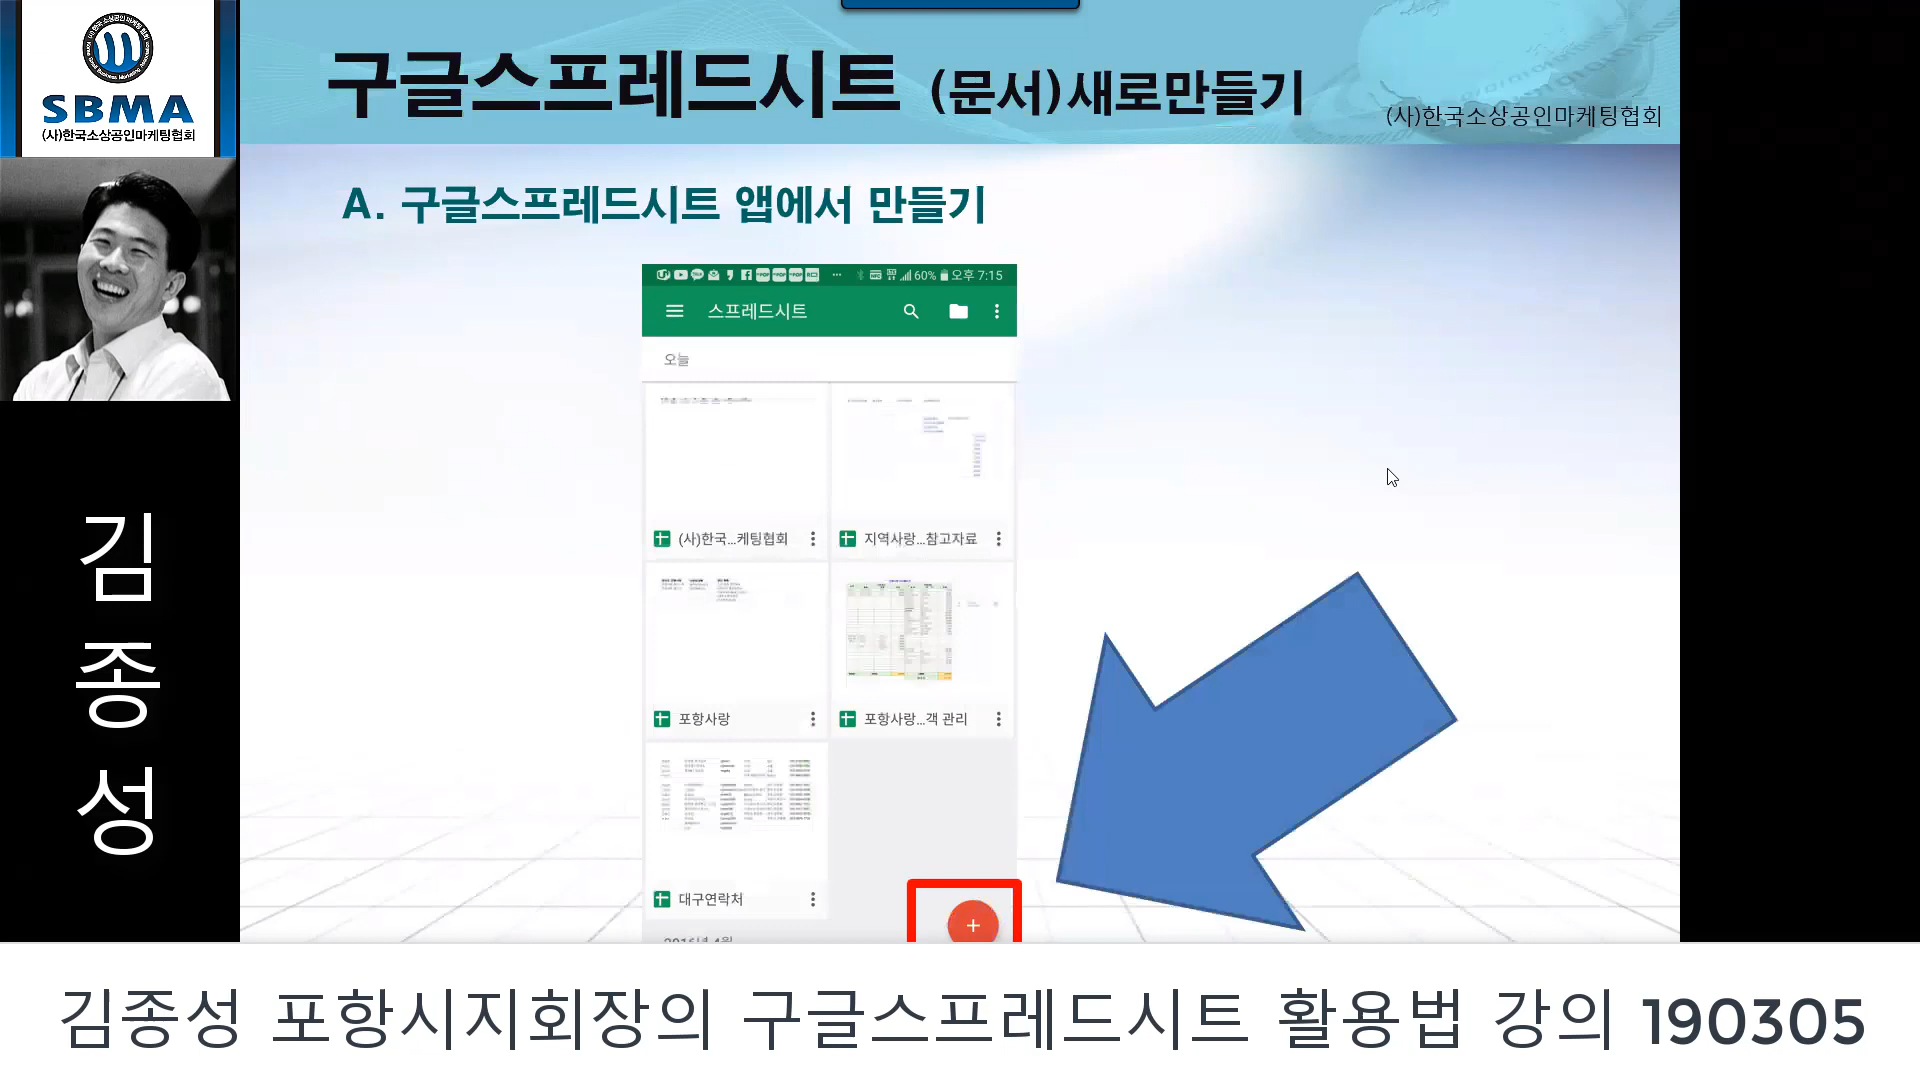 SBMA
(사)한국소상공인마케팅협회
구글스프레드시트 (문서)새로만들기
(사)한국소상공인마케팅협회
A. 구글스프레드시트 앱에서 만들기
60% 오후 7:15
스프레드시트
오늘
(사)한국...케팅협회
지역사랑...참고자료
포항사랑
포항사랑...객 관리
대구연락처
김
종
성
김종성 포항시지회장의 구글스프레드시트 활용법 강의 190305